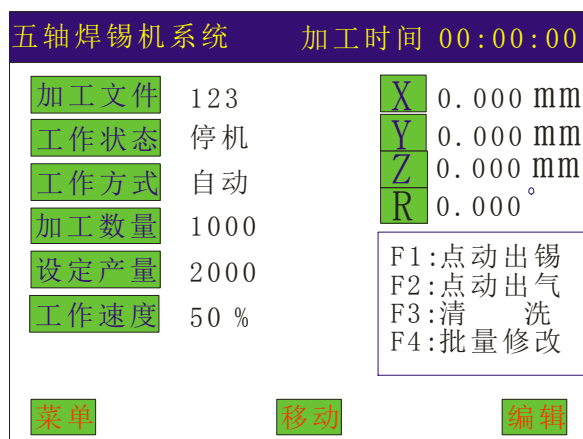 五轴焊锡机系统 加工时间 00:00:00
加工文件 123
工作状态 停机
工作方式 自动
加工数量 1000
设定产量 2000
工作速度 50 %
X 0.000 mm
Y 0.000 mm
Z 0.000 mm
R 0.000°
F1:点动出锡
F2:点动出气
F3:清 洗
F4:批量修改
菜单 移动 编辑